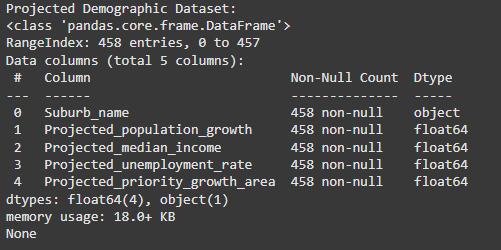 Projected Demographic Dataset:
<class 'pandas.core.frame.DataFrame'>
RangeIndex: 458 entries, 0 to 457
Data columns (total 5 columns):
 #   Column                         Non-Null Count  Dtype
---  ------                         --------------  -----
 0   Suburb_name                    458 non-null    object
 1   Projected_population_growth    458 non-null    float64
 2   Projected_median_income        458 non-null    float64
 3   Projected_unemployment_rate    458 non-null    float64
 4   Projected_priority_growth_area 458 non-null    float64
dtypes: float64(4), object(1)
memory usage: 18.0+ KB
None